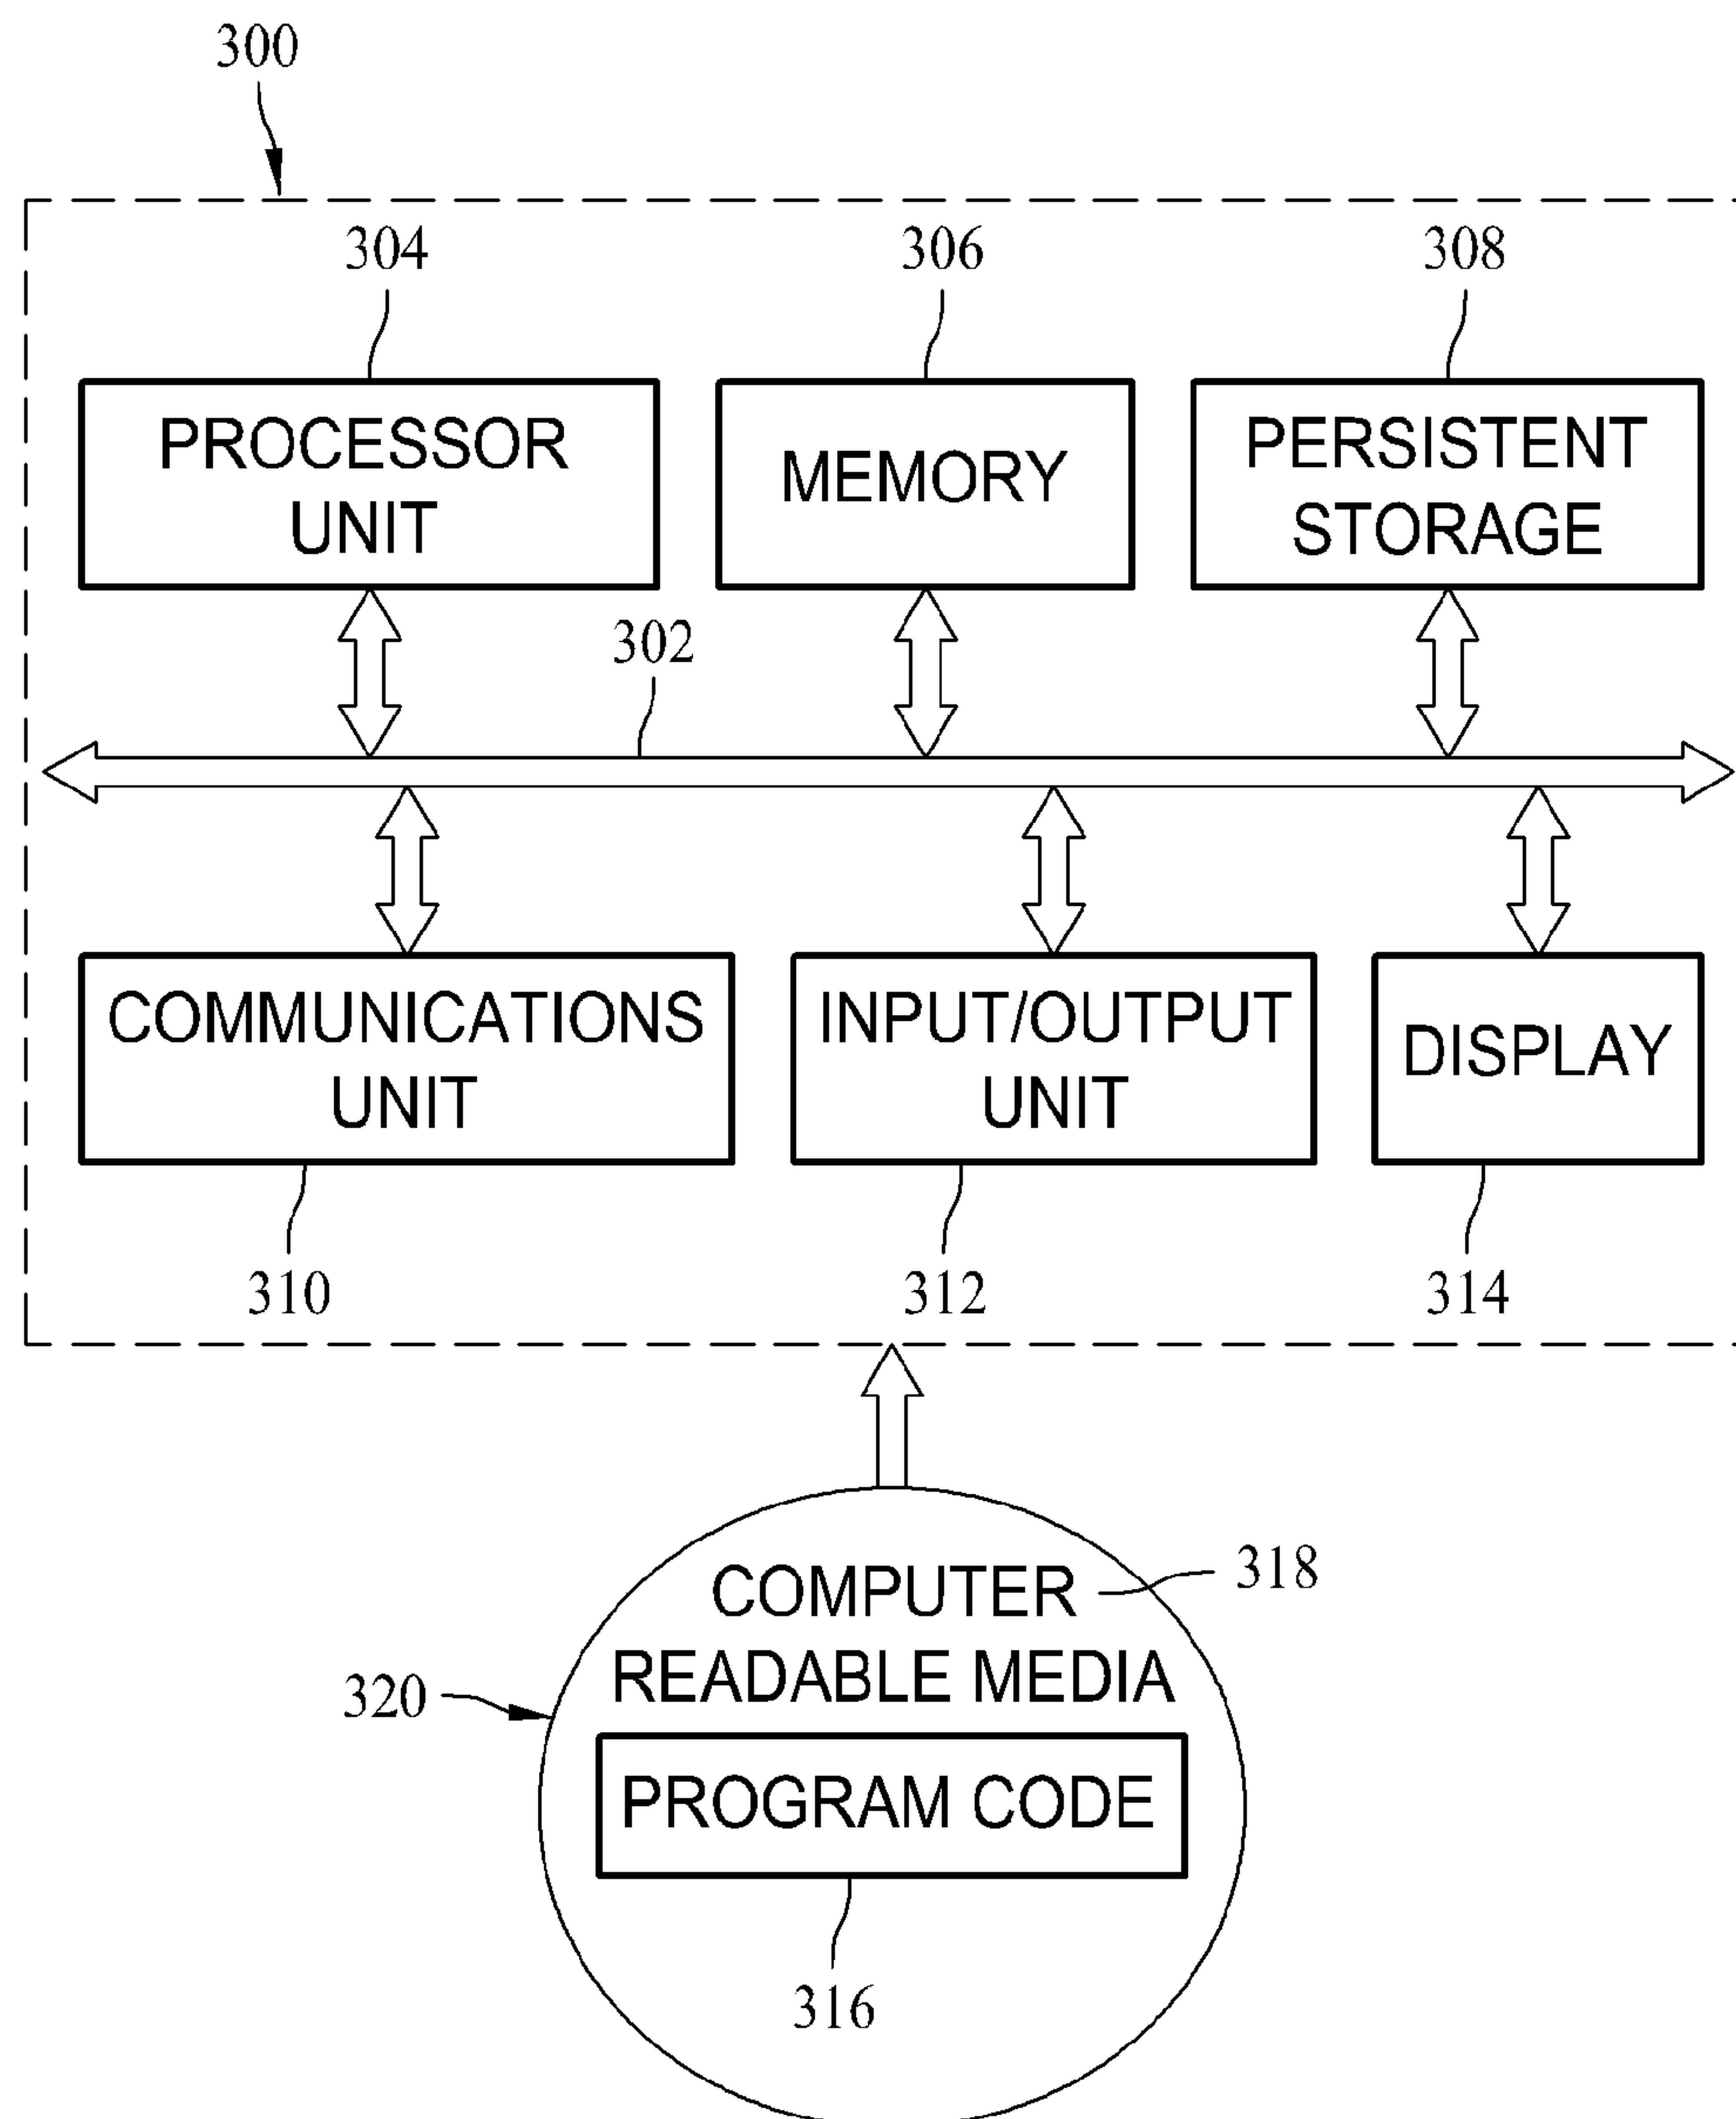 300
304
306
308
PROCESSOR
UNIT
MEMORY
PERSISTENT
STORAGE
302
COMMUNICATIONS
UNIT
INPUT/OUTPUT
UNIT
DISPLAY
310
312
314
COMPUTER
READABLE MEDIA
318
320
PROGRAM CODE
316